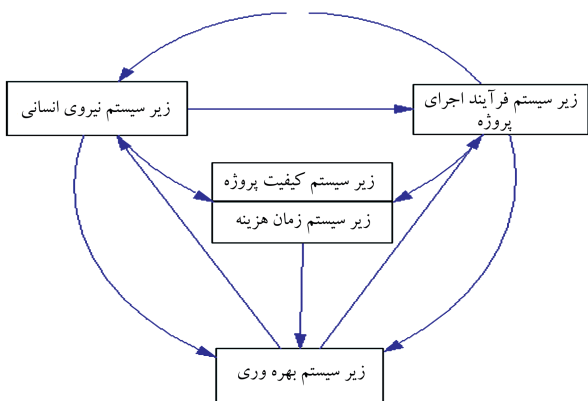 زیر سیستم فرآیند اجرای
پروژه
زیر سیستم نیروی انسانی
زیر سیستم کیفیت پروژه
زیر سیستم زمان هزینه
زیر سیستم بهره وری